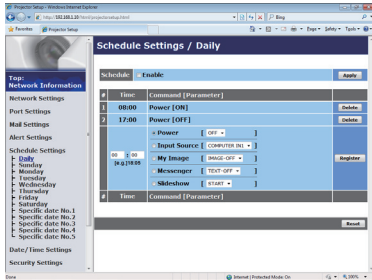 Projector Setup - Windows Internet Explorer
http://192.168.1.10/html/projectorsetup.html
Bing
Favorites Projector Setup
Page Safety Tools
Schedule Settings / Daily
Top:
Network Information
Network Settings
Port Settings
Mail Settings
Alert Settings
Schedule Settings
Daily
Sunday
Monday
Tuesday
Wednesday
Thursday
Friday
Saturday
Specific date No.1
Specific date No.2
Specific date No.3
Specific date No.4
Specific date No.5
Date/Time Settings
Security Settings
Schedule Enable Apply
# Time Command [Parameter]
1 08:00 Power [ON] Delete
2 17:00 Power [OFF] Delete
Power [ OFF ]
Input Source [ COMPUTER IN1 ]
00 : 00 My Image [ IMAGE-OFF ] Register
[e.g.]18:05
Messenger [ TEXT-OFF ]
Slideshow [ START ]
# Time Command [Parameter]
Reset
Done Internet | Protected Mode: On 100%